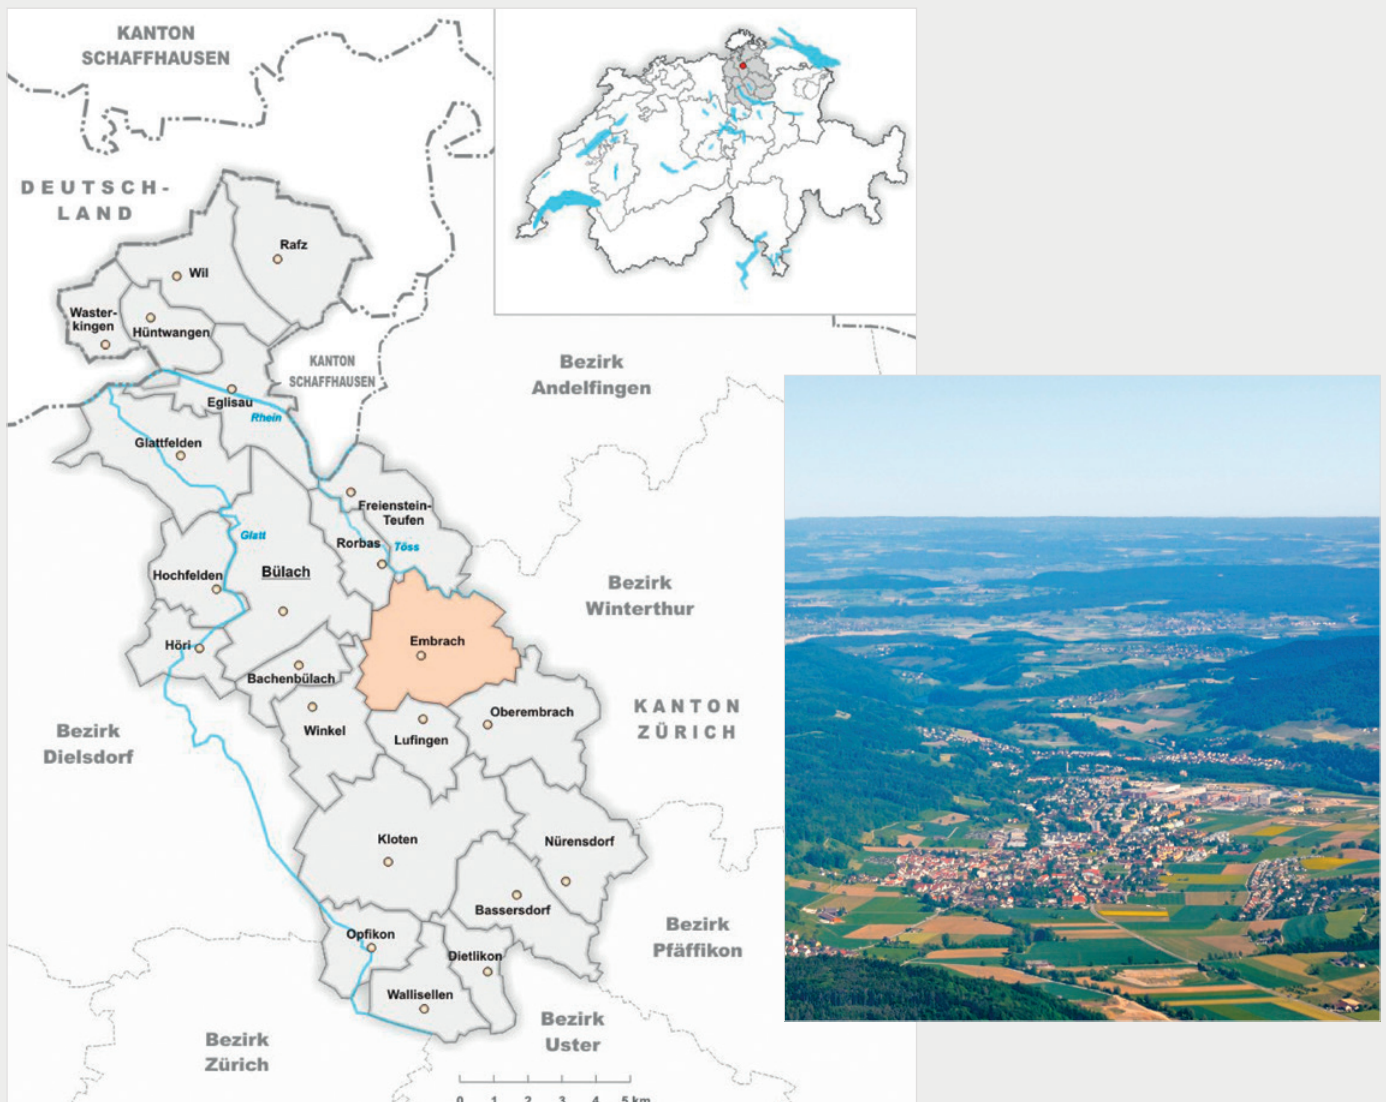 KANTON
SCHAFFHAUSEN
DEUTSCH-
LAND
Rafz
Wil
Waster-
kingen
Hüntwangen
KANTON
SCHAFFHAUSEN
Bezirk
Andelfingen
Eglisau
Rhein
Glattfelden
Freienstein-
Teufen
Glatt
Rorbas
Töss
Hochfelden
Bülach
Bezirk
Winterthur
Höri
Embrach
Bachenbülach
Oberembrach
KANTON
ZÜRICH
Winkel
Lufingen
Bezirk
Dielsdorf
Kloten
Nürensdorf
Bassersdorf
Bezirk
Pfäffikon
Opfikon
Dietlikon
Wallisellen
Bezirk
Uster
Bezirk
Zürich
0 1 2 3 4 5 km